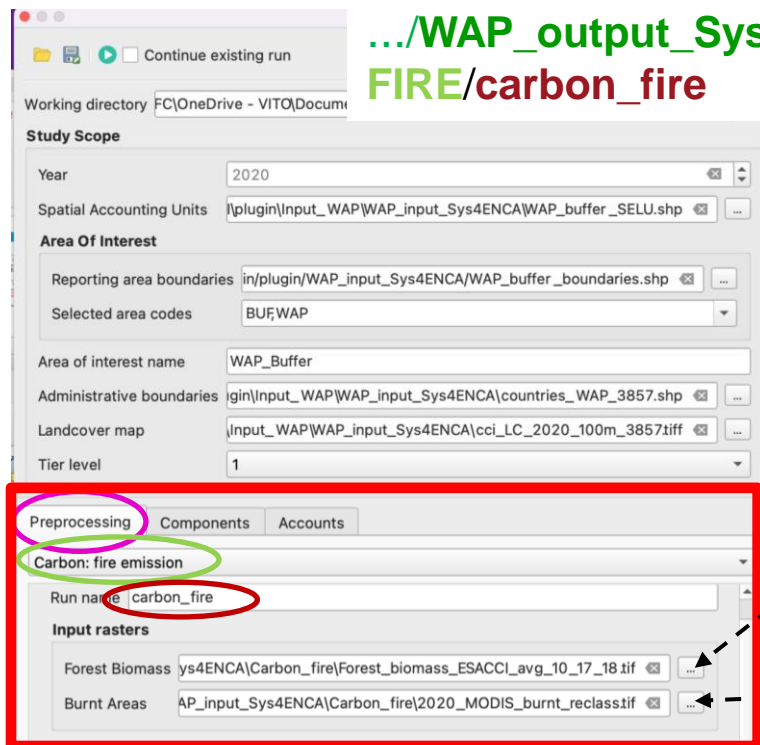 …/WAP_output_Sys
FIRE/carbon_fire
Continue existing run
Working directory FC\OneDrive - VITO\Docume
Study Scope
Year 2020
Spatial Accounting Units l\plugin\Input_WAP\WAP_input_Sys4ENCA\WAP_buffer_SELU.shp ...
Area Of Interest
Reporting area boundaries in/plugin/WAP_input_Sys4ENCA/WAP_buffer_boundaries.shp ...
Selected area codes BUF,WAP
Area of interest name WAP_Buffer
Administrative boundaries ıgin\Input_WAP\WAP_input_Sys4ENCA\countries_WAP_3857.shp ...
Landcover map \Input_WAP\WAP_input_Sys4ENCA\cci_LC_2020_100m_3857.tiff ...
Tier level 1
Preprocessing Components Accounts
Carbon: fire emission
Run name carbon_fire
Input rasters
Forest Biomass ys4ENCA\Carbon_fire\Forest_biomass_ESACCI_avg_10_17_18.tif ...
Burnt Areas AP_input_Sys4ENCA\Carbon_fire\2020_MODIS_burnt_reclass.tif ...